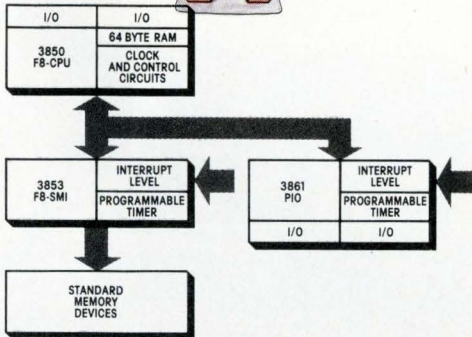 I/O I/O
3850
F8-CPU
64 BYTE RAM
CLOCK
AND CONTROL
CIRCUITS
3853
F8-SMI
INTERRUPT
LEVEL
PROGRAMMABLE
TIMER
3861
PIO
INTERRUPT
LEVEL
PROGRAMMABLE
TIMER
I/O I/O
STANDARD
MEMORY
DEVICES